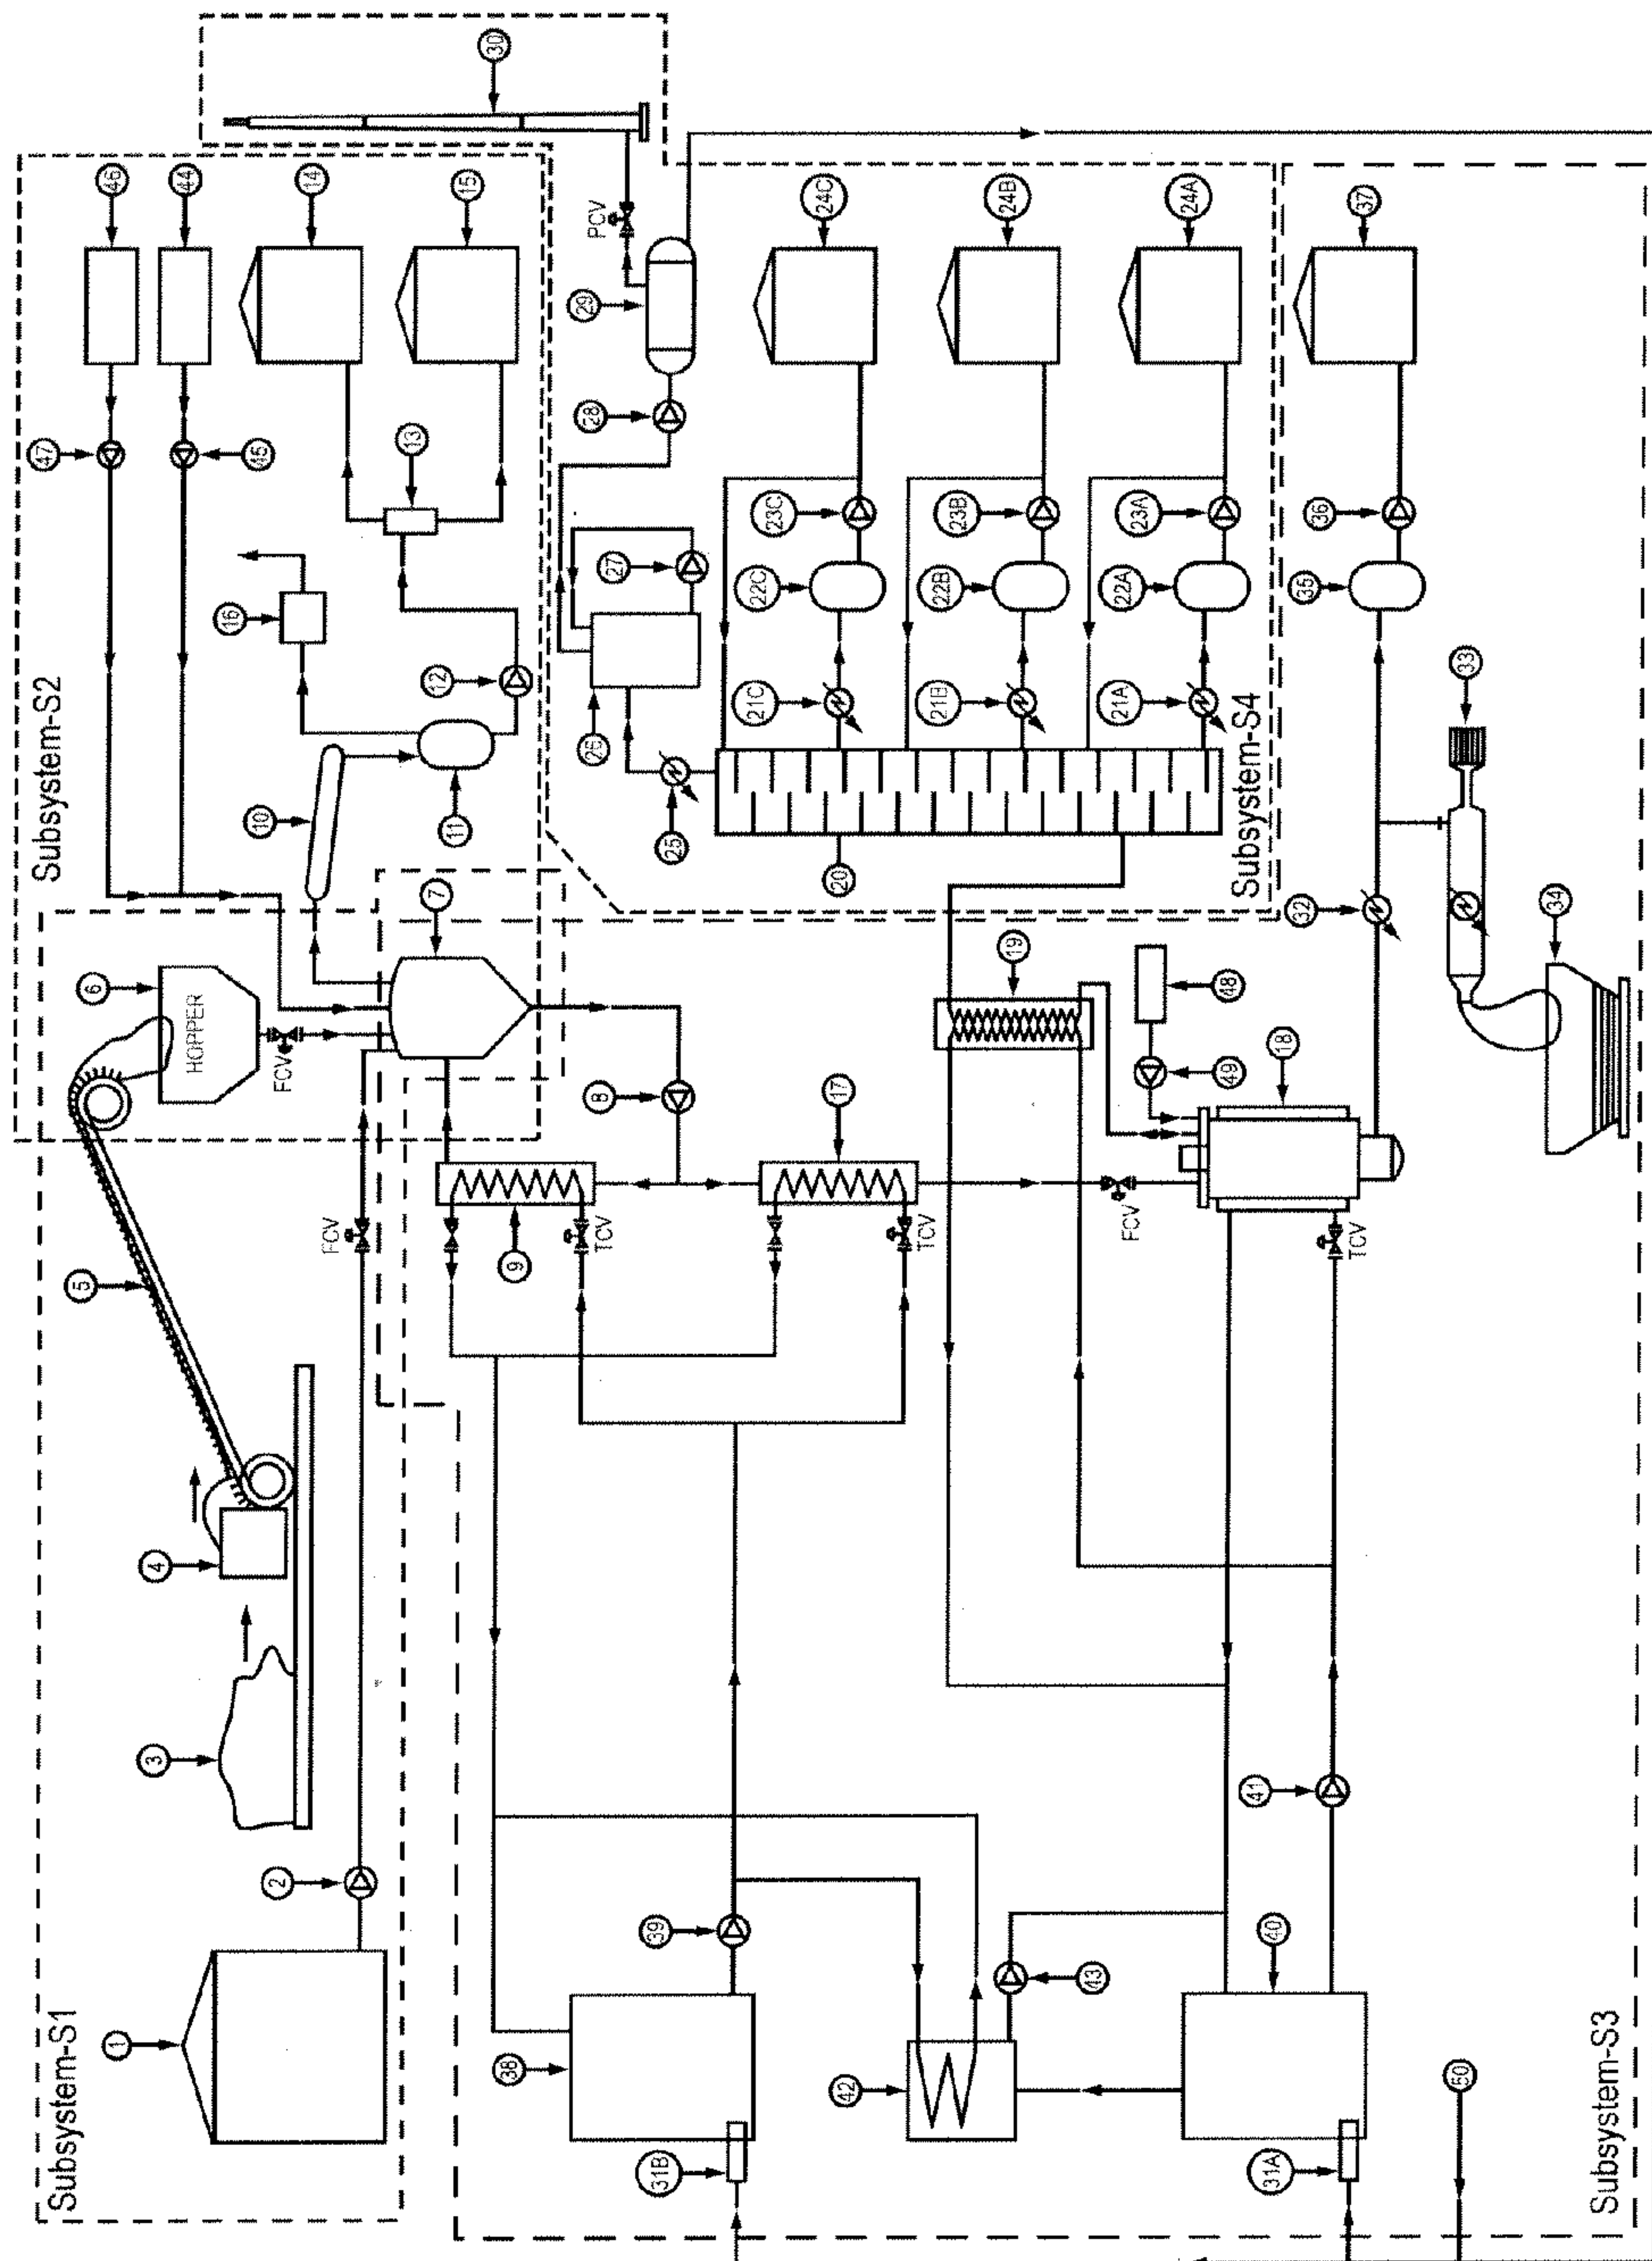 Subsystem-S1
1
2
3
4
5
6
HOPPER
FCV
FCV
Subsystem-S2
46
44
14
15
47
45
13
16
12
10
11
7
30
PCV
29
28
27
26
25
24C
24B
24A
23C
23B
23A
22C
22B
22A
21C
21B
21A
20
Subsystem-S4
8
9
TCV
17
TCV
19
48
49
18
FCV
TCV
37
36
35
33
32
34
39
38
31B
42
43
41
40
31A
50
Subsystem-S3